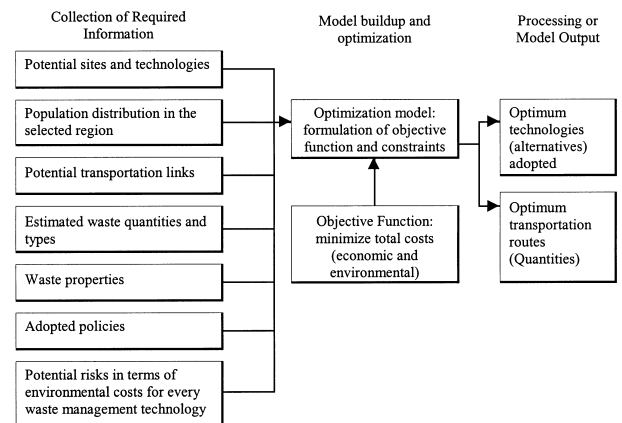 Collection of Required
Information
Model buildup and
optimization
Processing or
Model Output
Potential sites and technologies
Population distribution in the
selected region
Potential transportation links
Estimated waste quantities and
types
Waste properties
Adopted policies
Potential risks in terms of
environmental costs for every
waste management technology
Optimization model:
formulation of objective
function and constraints
Objective Function:
minimize total costs
(economic and
environmental)
Optimum
technologies
(alternatives)
adopted
Optimum
transportation
routes
(Quantities)